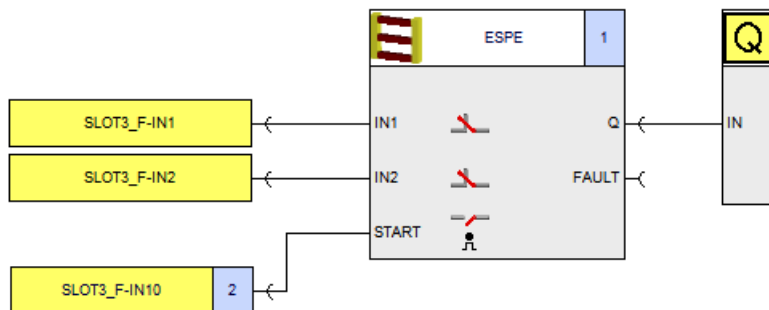 ESPE 1 Q
SLOT3_F-IN1 IN1 Q IN
SLOT3_F-IN2 IN2 FAULT
START
SLOT3_F-IN10 2